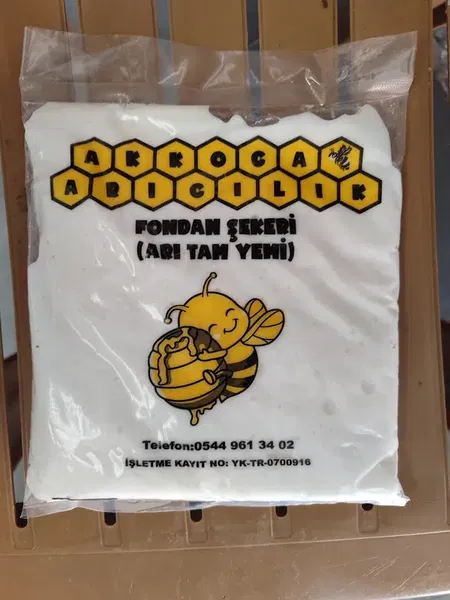 AKKOCA
ARICILIK
FONDAN ŞEKERİ
(ARI TAM YEMİ)
Telefon:0544 961 34 02
İŞLETME KAYIT NO: YK-TR-0700916